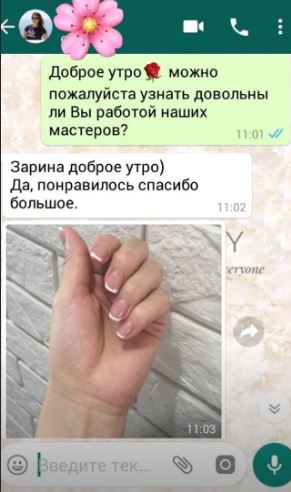 Доброе утро🌹 можно
пожалуйста узнать довольны
ли Вы работой наших
мастеров?
11:01
Зарина доброе утро)
Да, понравилось спасибо
большое.
11:02
Y
veryone
11:03
Введите тек...